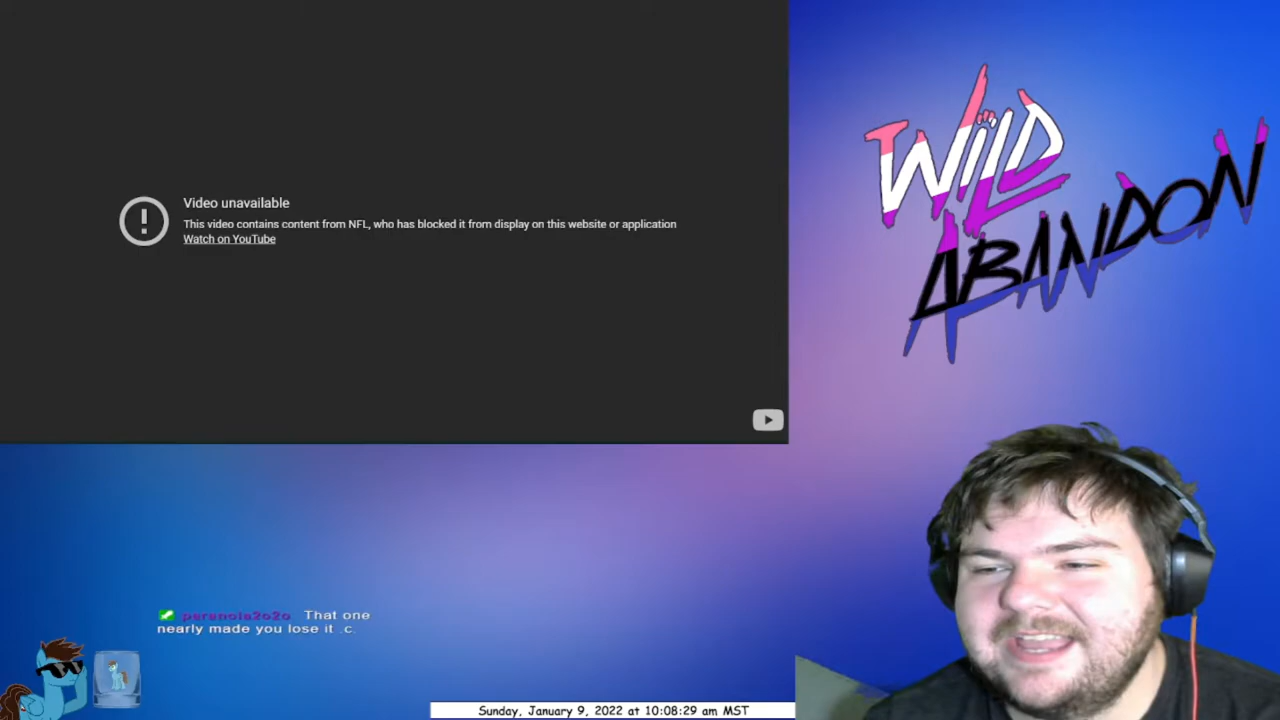 Video unavailable
This video contains content from NFL, who has blocked it from display on this website or application
Watch on YouTube
WiLD
ABANDON
peranoia2o2o That one
nearly made you lose it .c.
Sunday, January 9, 2022 at 10:08:29 am MST